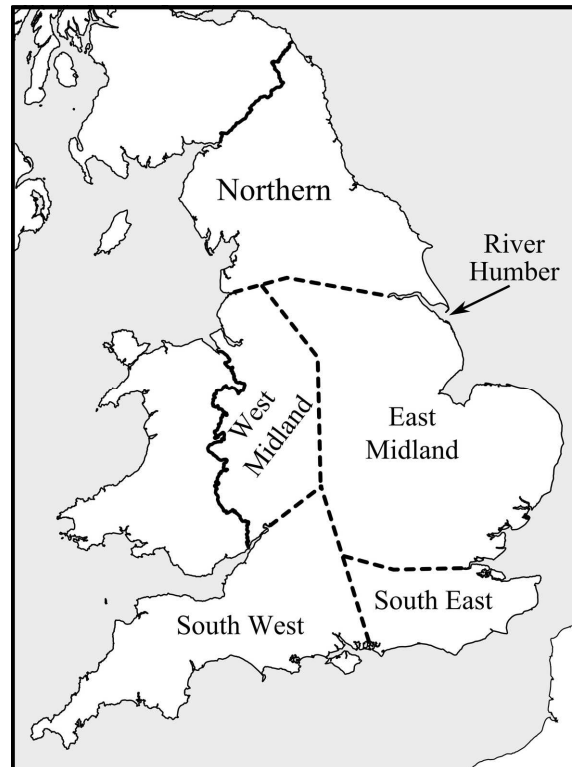 Northern
River
Humber
West
Midland
East
Midland
South East
South West